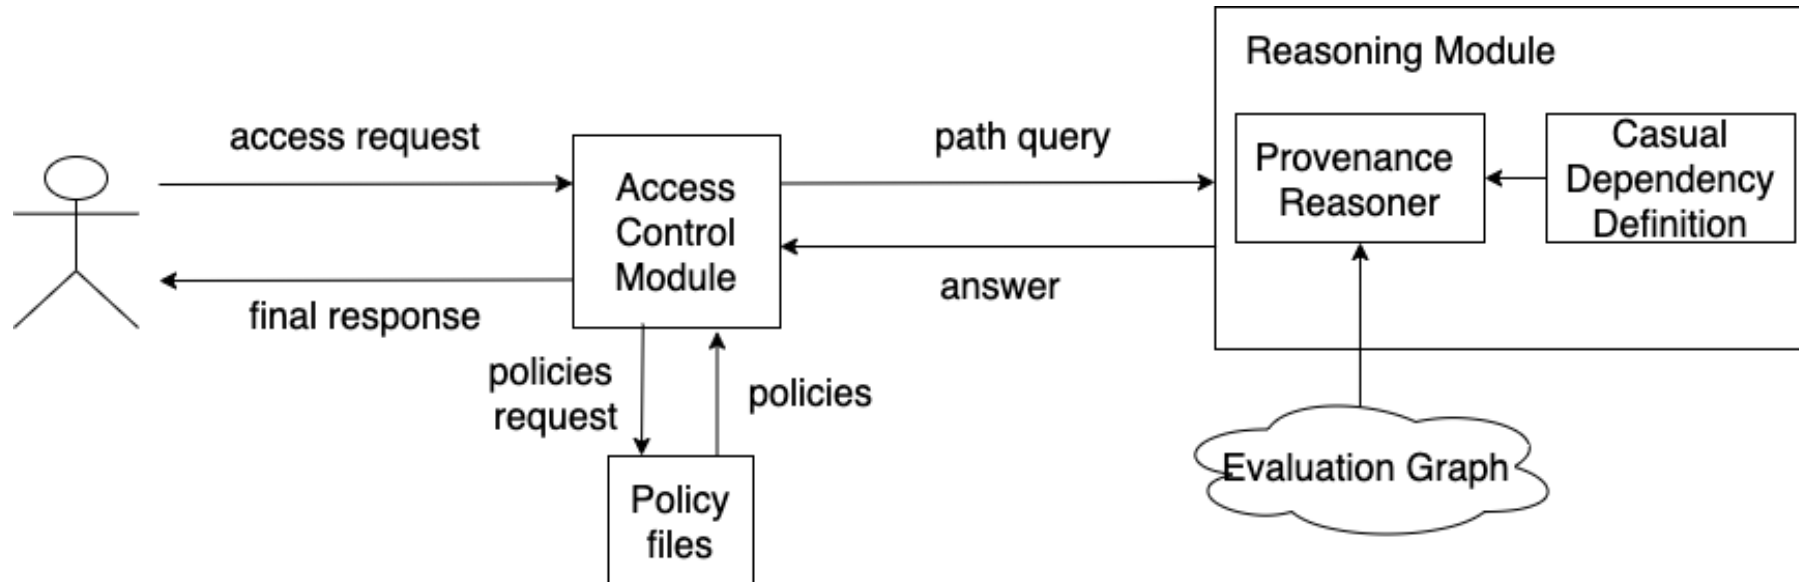 Reasoning Module
access request
path query
Access
Control
Module
Provenance
Reasoner
Casual
Dependency
Definition
final response
answer
policies
request
policies
Policy
files
Evaluation Graph